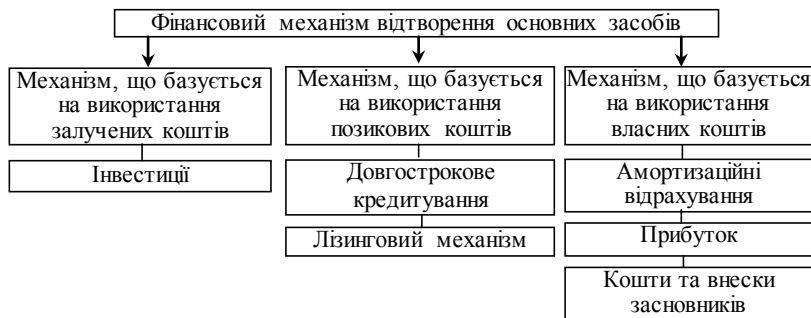 Фінансовий механізм відтворення основних засобів
Механізм, що базується
на використання
залучених коштів
Інвестиції
Механізм, що базується
на використання
позикових коштів
Довгострокове
кредитування
Лізинговий механізм
Механізм, що базується
на використання
власних коштів
Амортизаційні
відрахування
Прибуток
Кошти та внески
засновників